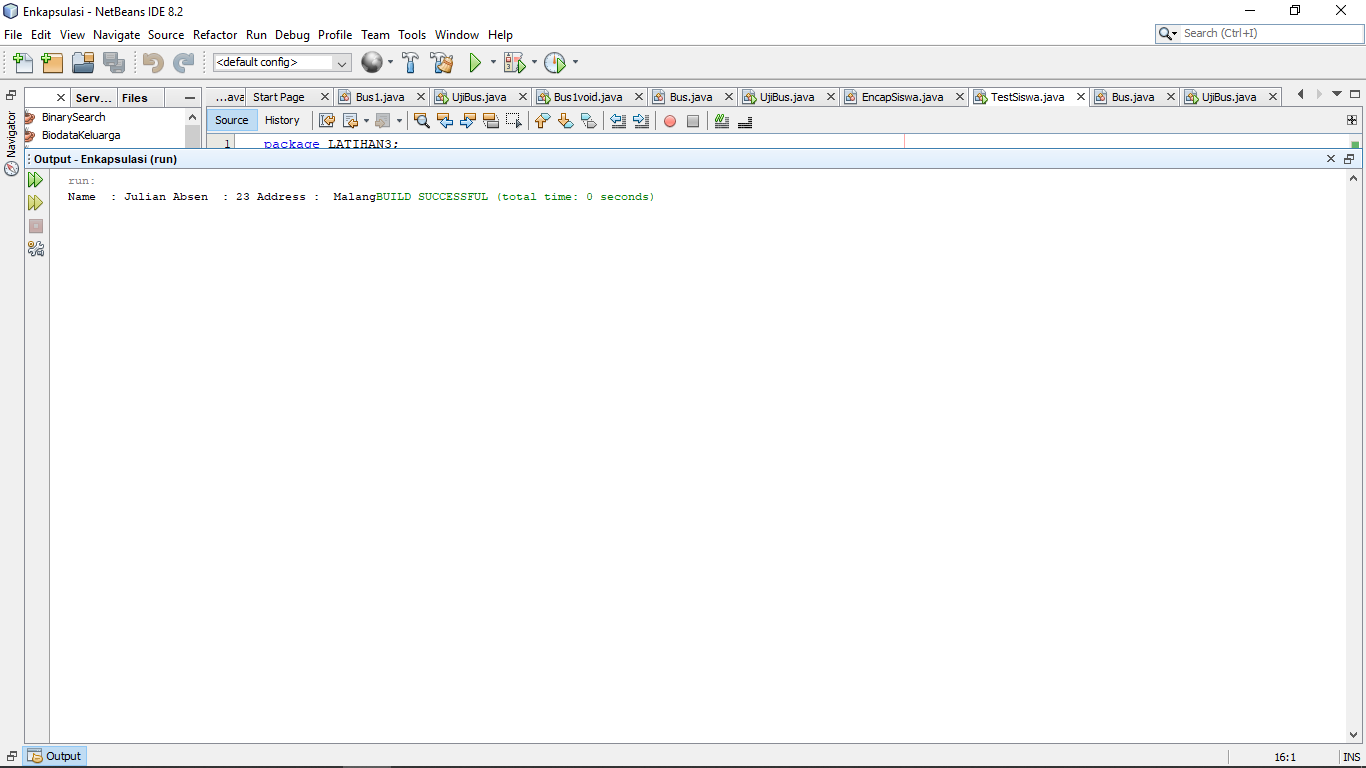 Enkapsulasi - NetBeans IDE 8.2
File Edit View Navigate Source Refactor Run Debug Profile Team Tools Window Help
Search (Ctrl+I)
<default config>
Serv... Files
...ava Start Page Bus1.java UjiBus.java Bus1void.java Bus.java UjiBus.java EncapSiswa.java TestSiswa.java Bus.java UjiBus.java
Navigator
BinarySearch
BiodataKeluarga
Source History
1 package LATIHAN3;
Output - Enkapsulasi (run)
run:
Name  : Julian Absen  : 23 Address :  MalangBUILD SUCCESSFUL (total time: 0 seconds)
Output
16:1 INS